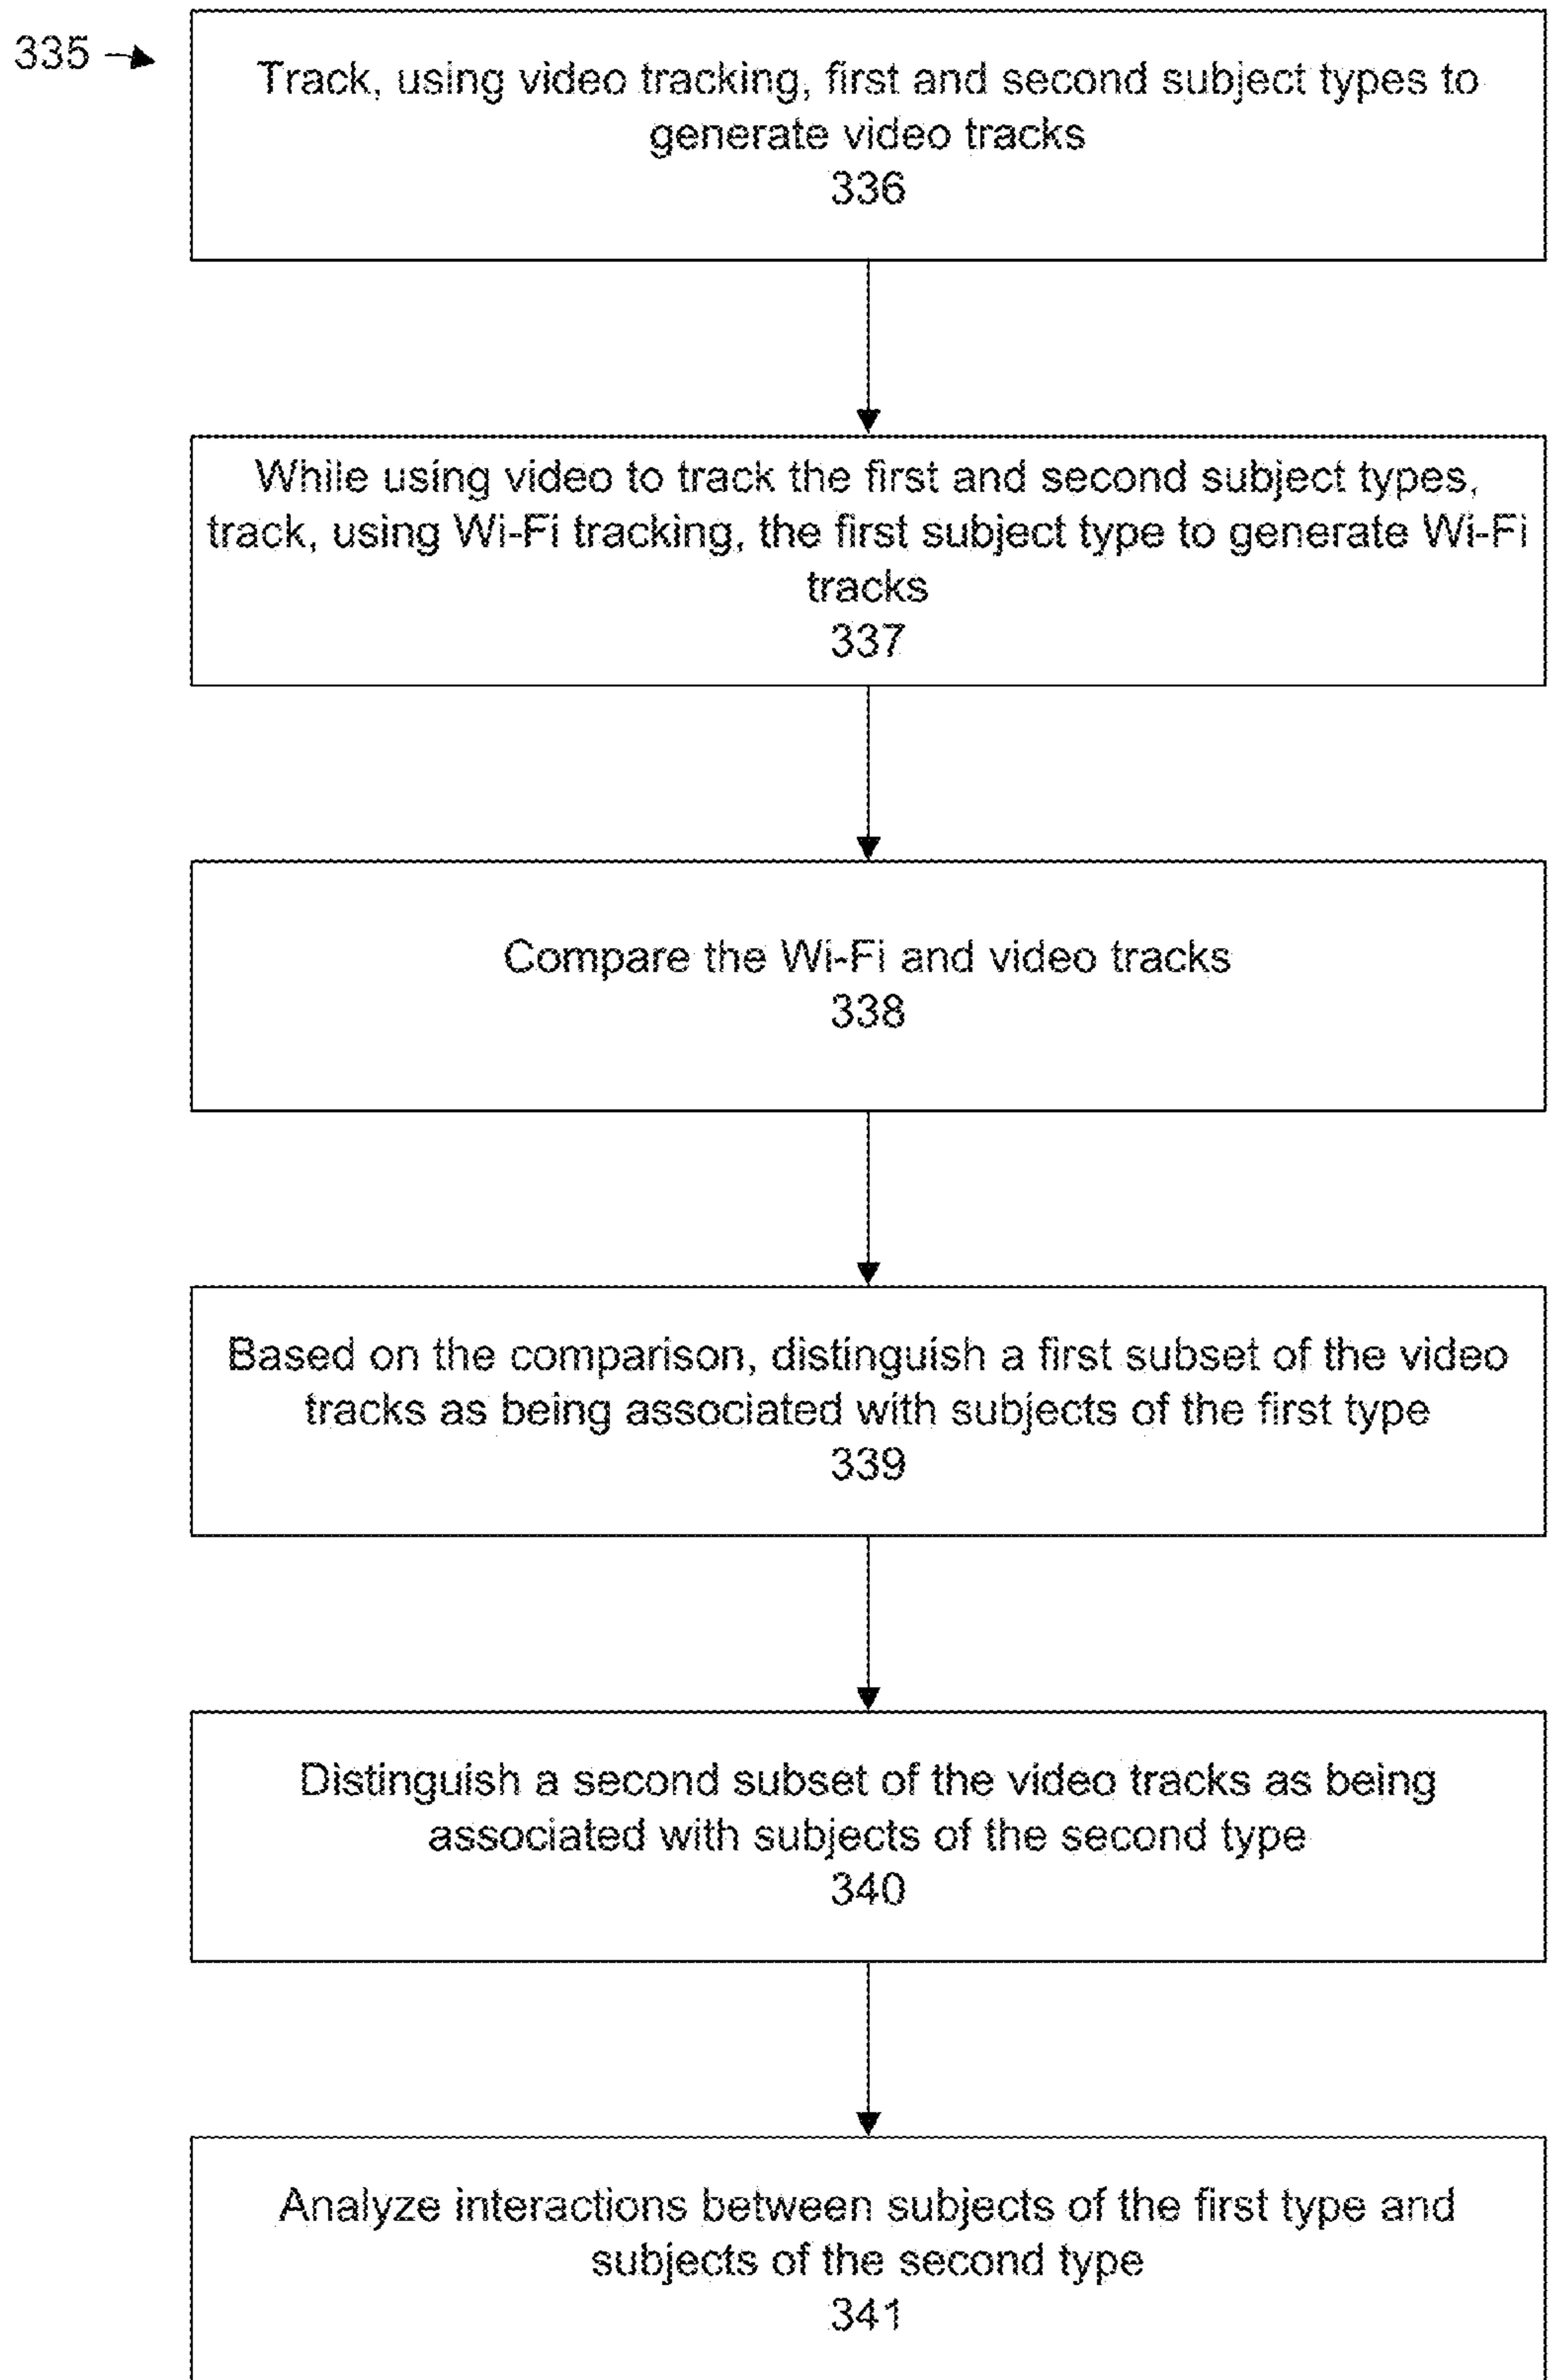 335
Track, using video tracking, first and second subject types to
generate video tracks
336
While using video to track the first and second subject types,
track, using Wi-Fi tracking, the first subject type to generate Wi-Fi
tracks
337
Compare the Wi-Fi and video tracks
338
Based on the comparison, distinguish a first subset of the video
tracks as being associated with subjects of the first type
339
Distinguish a second subset of the video tracks as being
associated with subjects of the second type
340
Analyze interactions between subjects of the first type and
subjects of the second type
341